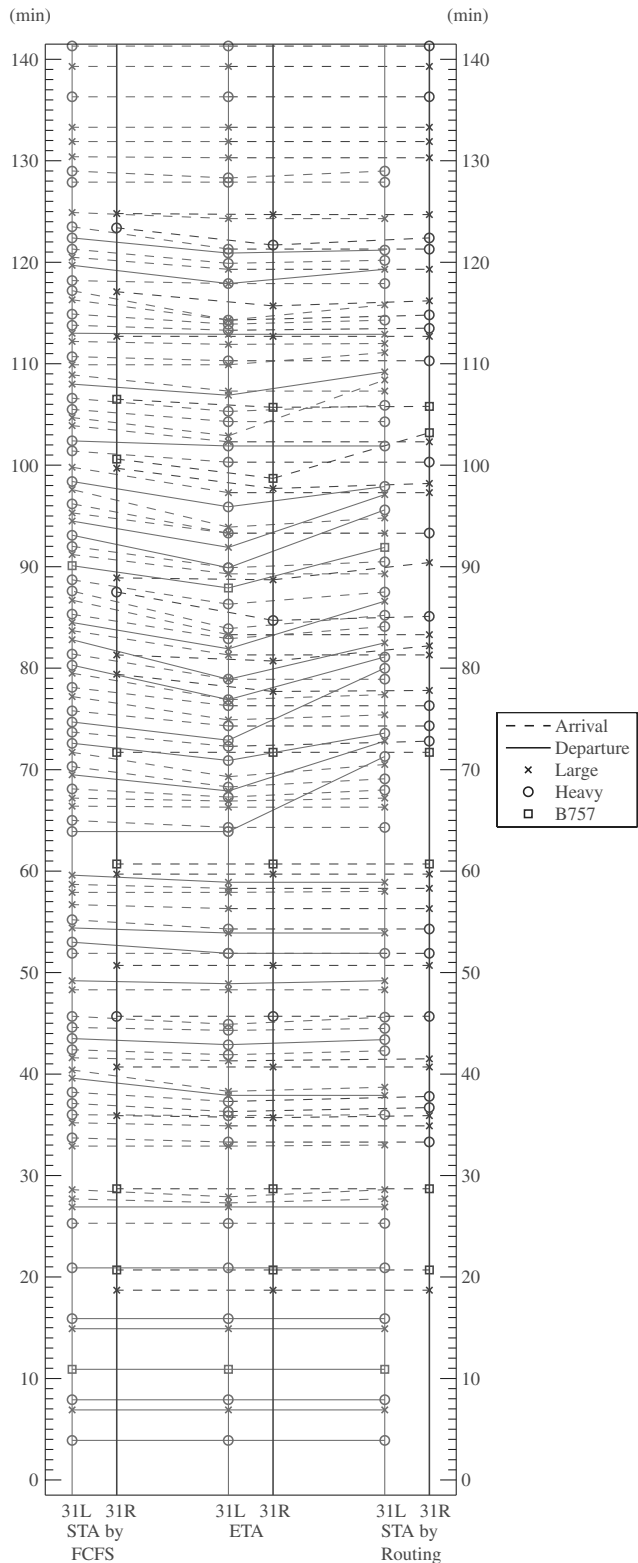 (min) (min)
140 140
130 130
120 120
110 110
100 100
90 90
80 80
70 70
Arrival
Departure
Large
Heavy
B757
60 60
50 50
40 40
30 30
20 20
10 10
0 0
31L 31R 31L 31R 31L 31R
STA by ETA STA by
FCFS Routing